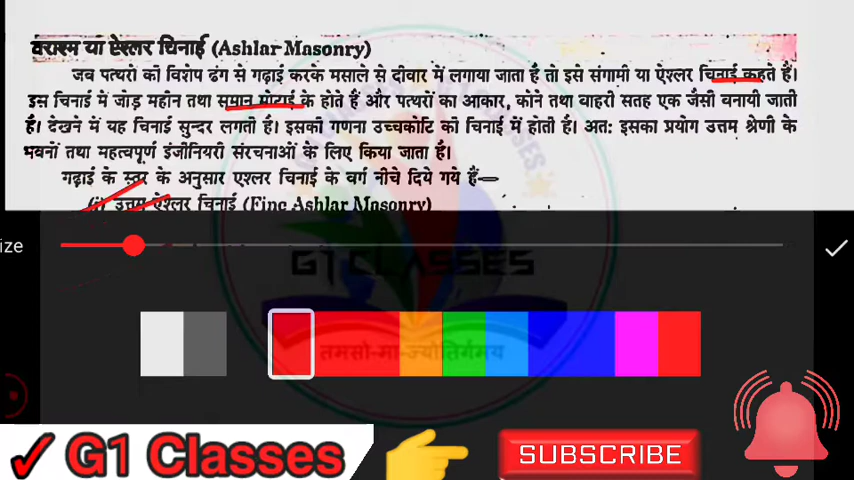 वराश्म या ऐश्लर चिनाई (Ashlar Masonry)
जब पत्थरों को विशेष ढंग से गढ़ाई करके मसाले से दीवार में लगाया जाता है तो इसे संगामी या ऐश्लर चिनाई कहते हैं।
इस चिनाई में जोड़ महीन तथा समान मोटाई के होते हैं और पत्थरों का आकार, कोने तथा वाहरी सतह एक जैसी बनायी जाती
है। देखने में यह चिनाई सुन्दर लगती है। इसकी गणना उच्चकोटि की चिनाई में होती है। अत: इसका प्रयोग उत्तम श्रेणी के
भवनों तथा महत्वपूर्ण इंजीनियरी संरचनाओं के लिए किया जाता है।
गढ़ाई के स्तर के अनुसार एश्लर चिनाई के वर्ग नीचे दिये गये हैं—
(i) उत्तम ऐश्लर चिनाई (Fine Ashlar Masonry)
ize
G1 CLASSES
तमसो-मा-ज्योतिर्गमय
G1 Classes
SUBSCRIBE